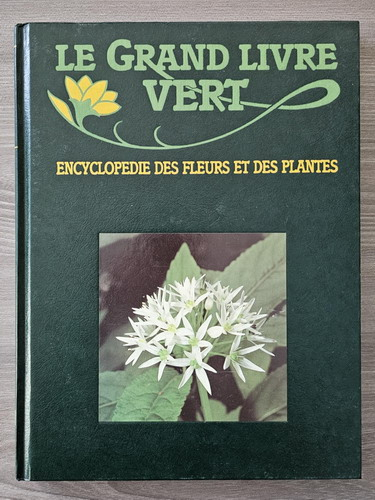 LE GRAND LIVRE
VERT
ENCYCLOPEDIE DES FLEURS ET DES PLANTES